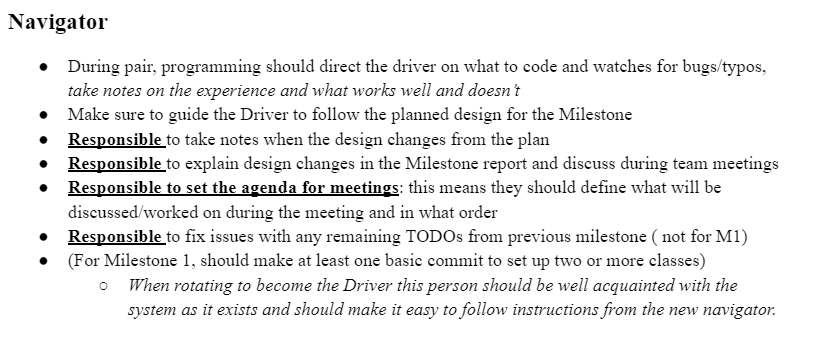 Navigator
● During pair, programming should direct the driver on what to code and watches for bugs/typos,
take notes on the experience and what works well and doesn't
● Make sure to guide the Driver to follow the planned design for the Milestone
● Responsible to take notes when the design changes from the plan
● Responsible to explain design changes in the Milestone report and discuss during team meetings
● Responsible to set the agenda for meetings: this means they should define what will be
discussed/worked on during the meeting and in what order
● Responsible to fix issues with any remaining TODOs from previous milestone ( not for M1)
● (For Milestone 1, should make at least one basic commit to set up two or more classes)
○ When rotating to become the Driver this person should be well acquainted with the
system as it exists and should make it easy to follow instructions from the new navigator.